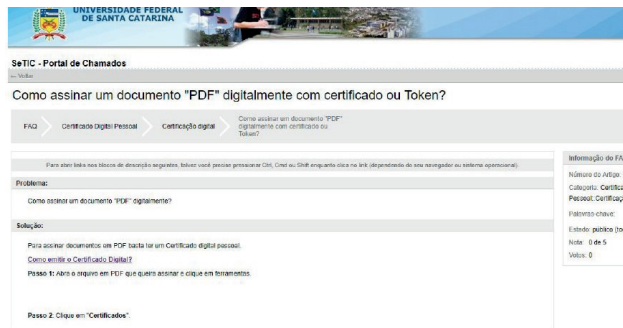 UNIVERSIDADE FEDERAL
DE SANTA CATARINA
SeTIC - Portal de Chamados
← Voltar
Como assinar um documento "PDF" digitalmente com certificado ou Token?
FAQ
Certificado Digital Pessoal
Certificação digital
Como assinar um documento "PDF"
digitalmente com certificado ou
Token?
Para abrir links nos blocos de descrição seguintes, talvez você precise pressionar Ctrl, Cmd ou Shift enquanto clica no link (dependendo do seu navegador ou sistema operacional).
Problema:
Como assinar um documento "PDF" digitalmente?
Solução:
Para assinar documentos em PDF basta ter um Certificado digital pessoal.
Como emitir o Certificado Digital?
Passo 1: Abra o arquivo em PDF que queira assinar e clique em ferramentas.
Passo 2: Clique em "Certificados".
Informação do FA
Número do Artigo:
Categoria: Certifica
Pessoal::Certificaç
Palavras-chave:
Estado: público (to
Nota: 0 de 5
Votos: 0